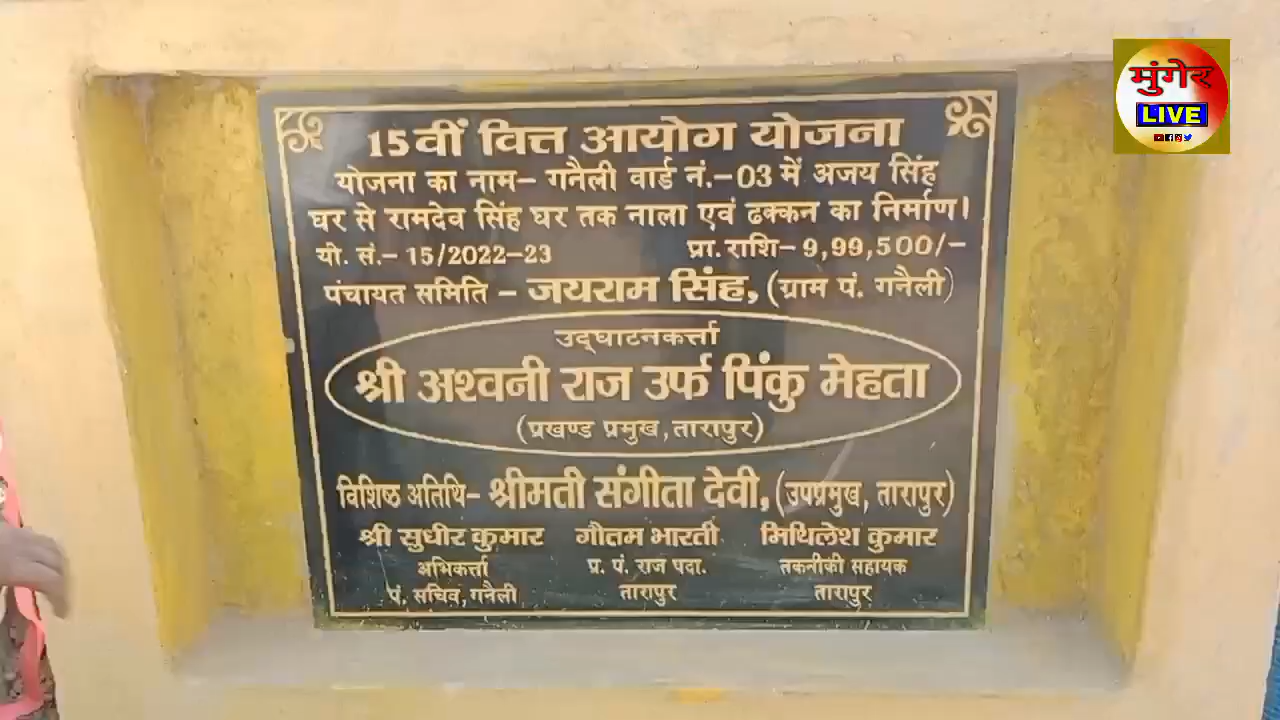 15वीं वित्त आयोग योजना
योजना का नाम– गनैली वार्ड नं.–03 में अजय सिंह
घर से रामदेव सिंह घर तक नाला एवं ढक्कन का निर्माण।
यी. सं.– 15/2022–23 प्रा. राशि– 9,99,500/–
पंचायत समिति – जयराम सिंह, (ग्राम पं. गनैली)
उद्घाटनकर्त्ता
श्री अश्वनी राज उर्फ पिंकु मेहता
(प्रखण्ड प्रमुख, तारापुर)
विशिष्ठ अतिथि– श्रीमती संगीता देवी, (उपप्रमुख, तारापुर)
श्री सुधीर कुमार गौतम भारती मिथिलेश कुमार
अभिकर्त्ता प्र. पं. राज पदा. तकनीकी सहायक
पं. सचिव, गनैली तारापुर तारापुर
मुंगेर
LIVE